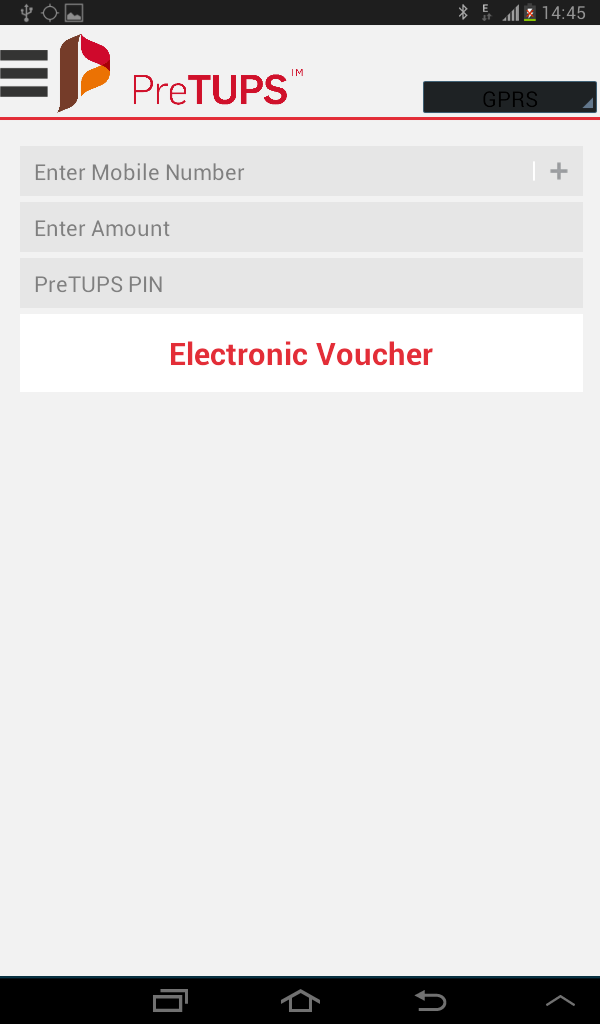 E
14:45
PreTUPS™
GPRS
Enter Mobile Number
Enter Amount
PreTUPS PIN
Electronic Voucher